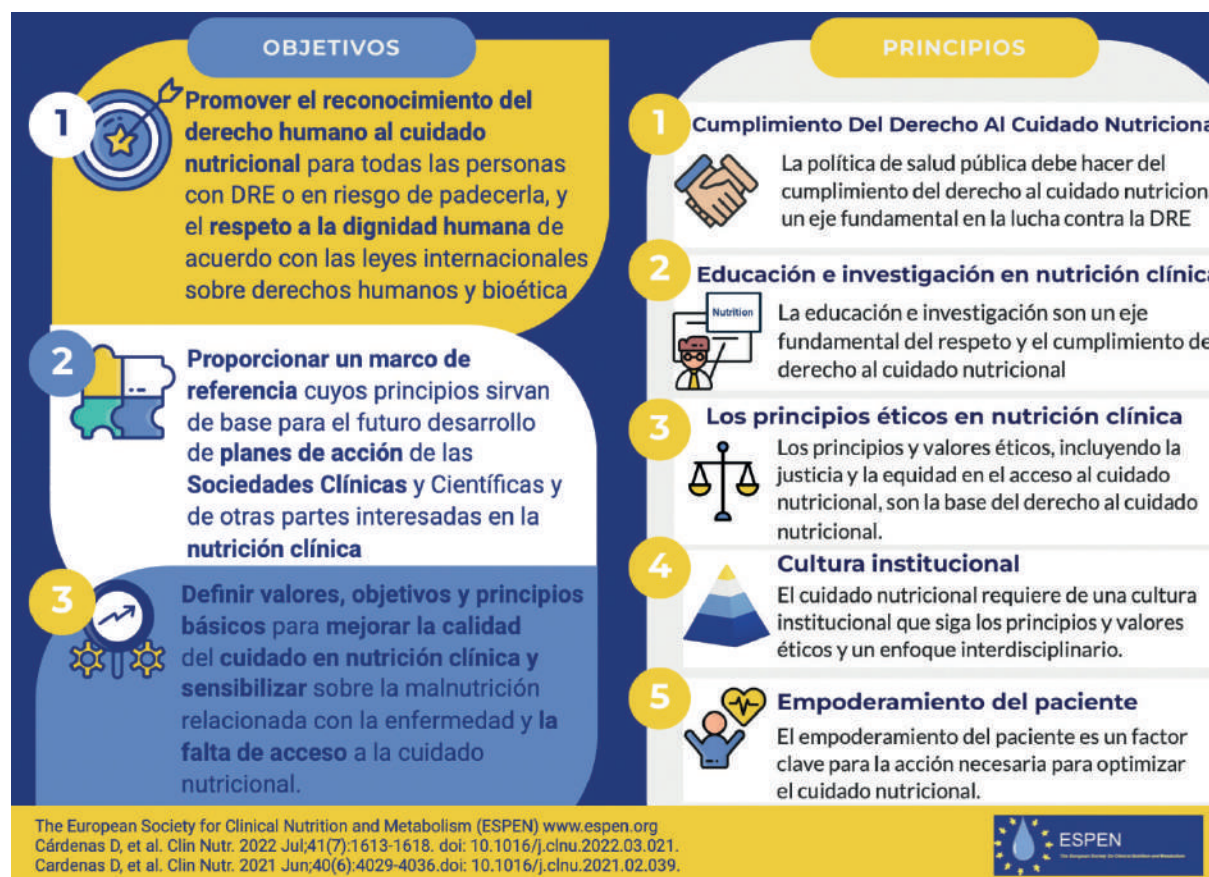 OBJETIVOS
1
Promover el reconocimiento del
derecho humano al cuidado
nutricional para todas las personas
con DRE o en riesgo de padecerla, y
el respeto a la dignidad humana de
acuerdo con las leyes internacionales
sobre derechos humanos y bioética
2
Proporcionar un marco de
referencia cuyos principios sirvan
de base para el futuro desarrollo
de planes de acción de las
Sociedades Clínicas y Científicas y
de otras partes interesadas en la
nutrición clínica
3
Definir valores, objetivos y principios
básicos para mejorar la calidad
del cuidado en nutrición clínica y
sensibilizar sobre la malnutrición
relacionada con la enfermedad y la
falta de acceso a la cuidado
nutricional.
PRINCIPIOS
1
Cumplimiento Del Derecho Al Cuidado Nutriciona
La política de salud pública debe hacer del
cumplimiento del derecho al cuidado nutricion
un eje fundamental en la lucha contra la DRE
2
Educación e investigación en nutrición clínica
Nutrition
La educación e investigación son un eje
fundamental del respeto y el cumplimiento de
derecho al cuidado nutricional
3
Los principios éticos en nutrición clínica
Los principios y valores éticos, incluyendo la
justicia y la equidad en el acceso al cuidado
nutricional, son la base del derecho al cuidado
nutricional.
4
Cultura institucional
El cuidado nutricional requiere de una cultura
institucional que siga los principios y valores
éticos y un enfoque interdisciplinario.
5
Empoderamiento del paciente
El empoderamiento del paciente es un factor
clave para la acción necesaria para optimizar
el cuidado nutricional.
The European Society for Clinical Nutrition and Metabolism (ESPEN) www.espen.org
Cárdenas D, et al. Clin Nutr. 2022 Jul;41(7):1613-1618. doi: 10.1016/j.clnu.2022.03.021.
Cardenas D, et al. Clin Nutr. 2021 Jun;40(6):4029-4036.doi: 10.1016/j.clnu.2021.02.039.
ESPEN
The European Society for Clinical Nutrition and Metabolism